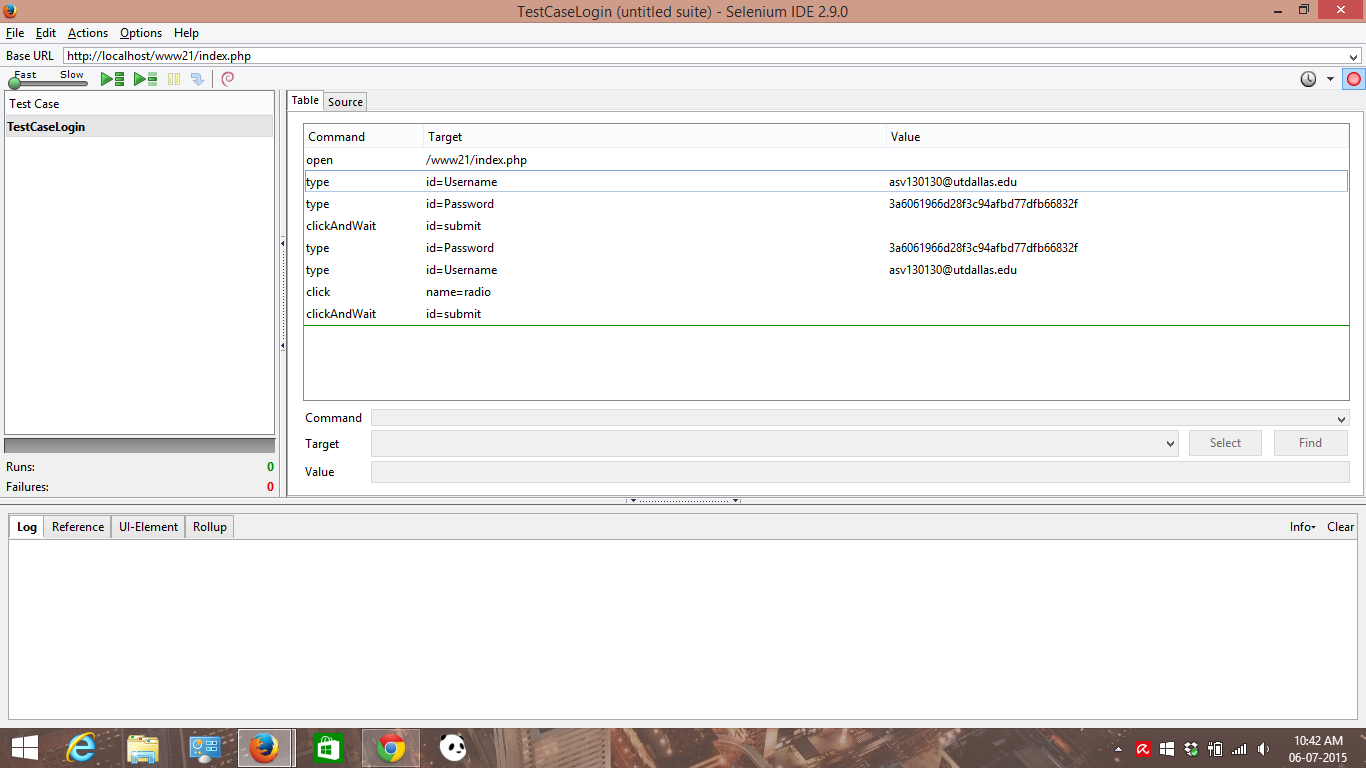 TestCaseLogin (untitled suite) - Selenium IDE 2.9.0
File Edit Actions Options Help
Base URL http://localhost/www21/index.php
Fast Slow
Test Case
TestCaseLogin
Runs: 0
Failures: 0
Table Source
Command Target Value
open /www21/index.php
type id=Username asv130130@utdallas.edu
type id=Password 3a6061966d28f3c94afbd77dfb66832f
clickAndWait id=submit
type id=Password 3a6061966d28f3c94afbd77dfb66832f
type id=Username asv130130@utdallas.edu
click name=radio
clickAndWait id=submit
Command
Target Select Find
Value
Log Reference UI-Element Rollup Info Clear
10:42 AM
06-07-2015